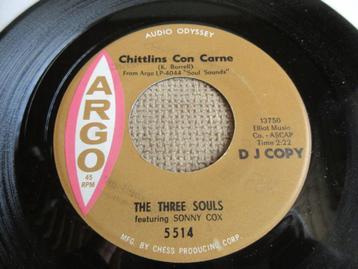 AUDIO ODYSSEY
Chittlins Con Carne
(K. Burrell)
From Argo LP-4044 "Soul Sounds"
ARGO
45
RPM
13750
Elliot Music
Co. - ASCAP
Time 2:22
D J COPY
THE THREE SOULS
featuring SONNY COX
5514
MFG. BY CHESS PRODUCING CORP.